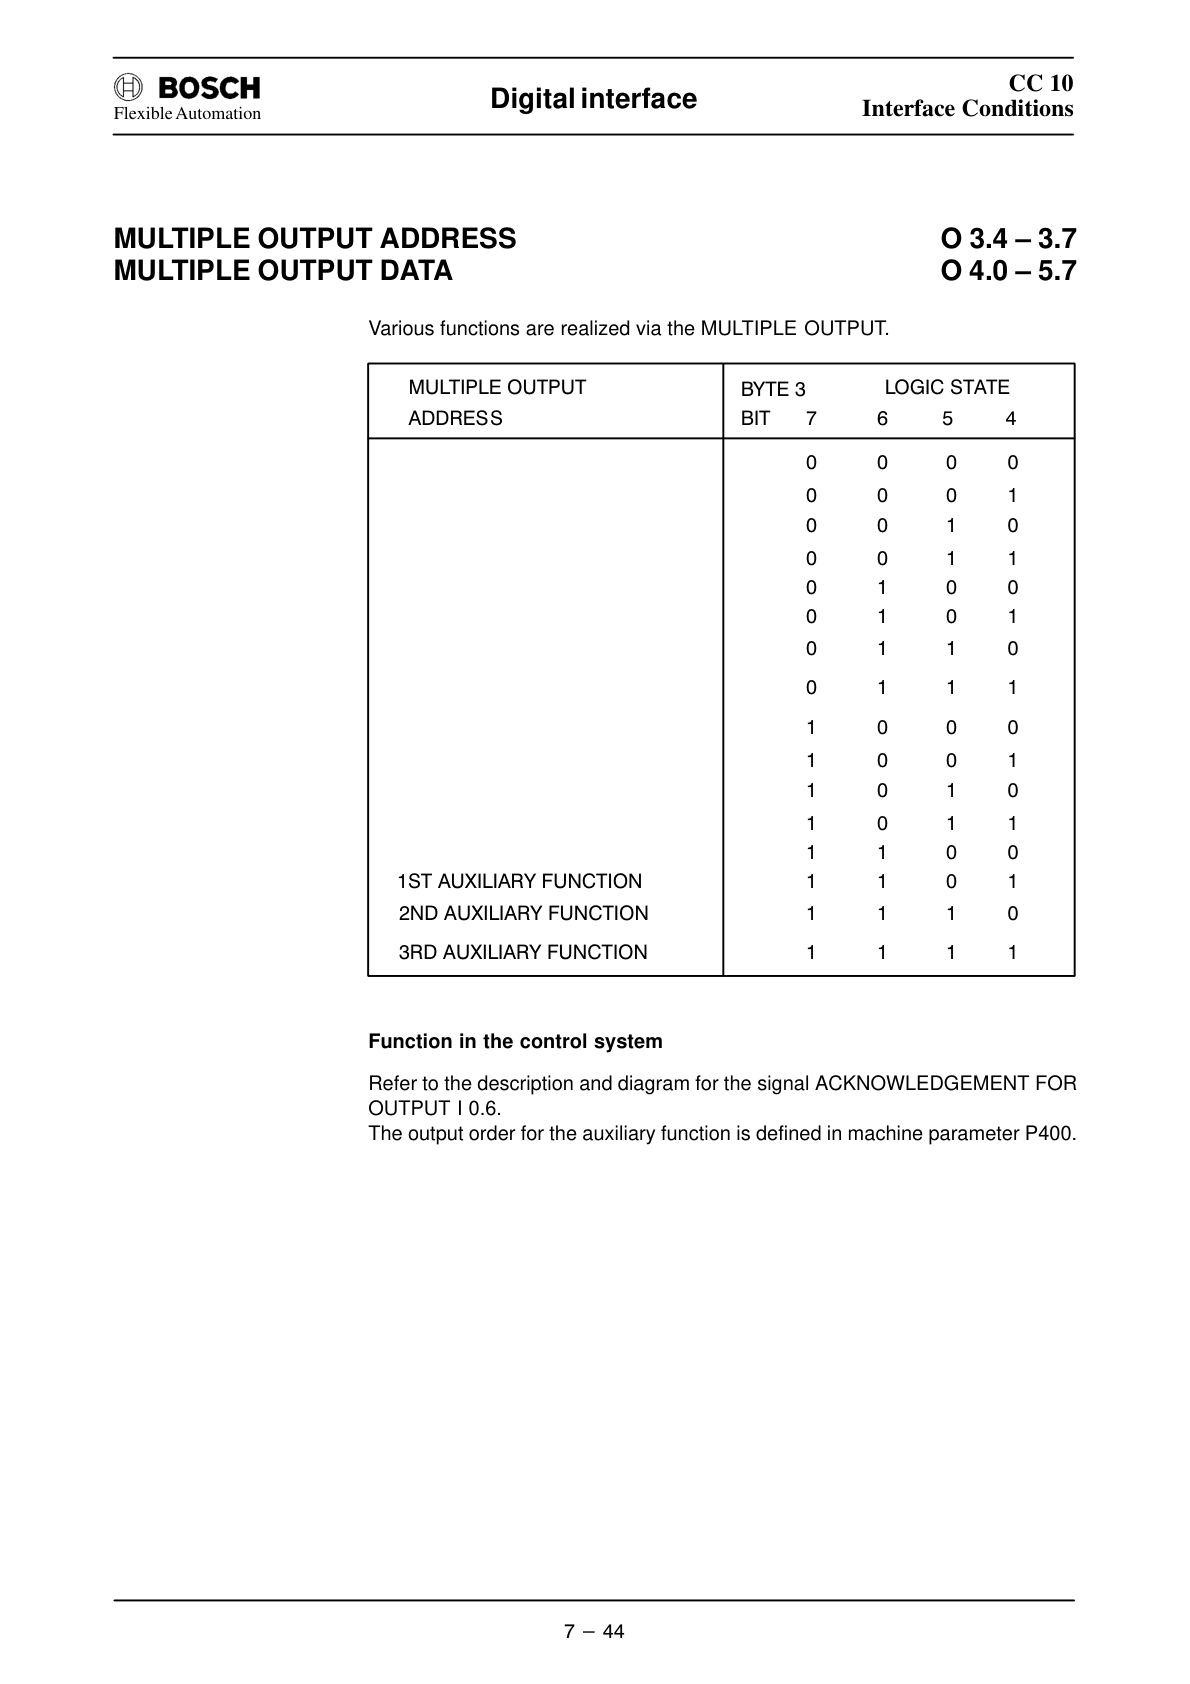 BOSCH
Flexible Automation
Digital interface
CC 10
Interface Conditions
MULTIPLE OUTPUT ADDRESS O 3.4 – 3.7
MULTIPLE OUTPUT DATA O 4.0 – 5.7
Various functions are realized via the MULTIPLE OUTPUT.
MULTIPLE OUTPUT BYTE 3 LOGIC STATE
ADDRESS BIT 7 6 5 4
0 0 0 0
0 0 0 1
0 0 1 0
0 0 1 1
0 1 0 0
0 1 0 1
0 1 1 0
0 1 1 1
1 0 0 0
1 0 0 1
1 0 1 0
1 0 1 1
1 1 0 0
1ST AUXILIARY FUNCTION 1 1 0 1
2ND AUXILIARY FUNCTION 1 1 1 0
3RD AUXILIARY FUNCTION 1 1 1 1
Function in the control system
Refer to the description and diagram for the signal ACKNOWLEDGEMENT FOR
OUTPUT I 0.6.
The output order for the auxiliary function is defined in machine parameter P400.
7 – 44